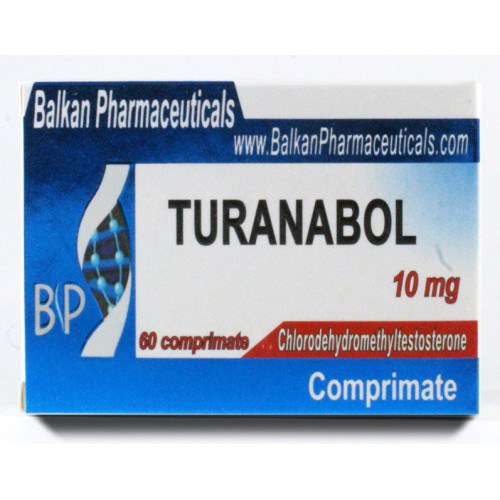 Balkan Pharmaceuticals
www.BalkanPharmaceuticals.com
TURANABOL
10 mg
BP
60 comprimate
Chlorodehydromethyltestosterone
Comprimate